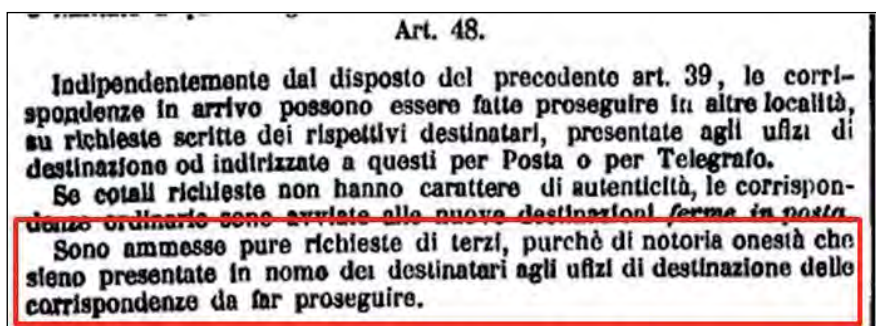 Art. 48.
Indipendentemente dal disposto del precedente art. 39, le corri-
spondenze in arrivo possono essere fatte proseguire in altre località,
su richieste scritte dei rispettivi destinatari, presentate agli ufizi di
destinazione od indirizzate a questi per Posta o per Telegrafo.
Se cotali richieste non hanno carattere di autenticità, le corrispon-
denze ordinarie sono avviate alle nuove destinazioni ferme in posta.
Sono ammesse pure richieste di terzi, purchè di notoria onestà che
sieno presentate in nome dei destinatari agli ufizi di destinazione delle
corrispondenze da far proseguire.